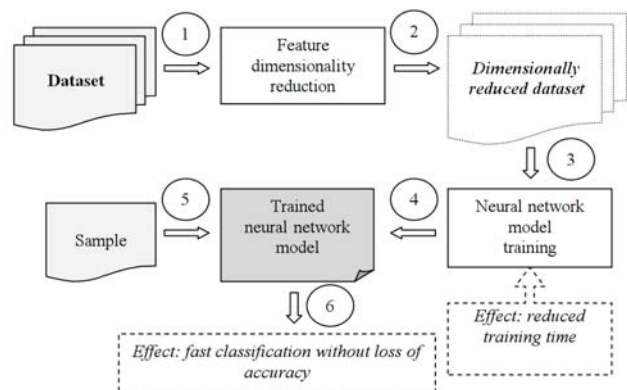 1
2
Dataset
Feature
dimensionality
reduction
Dimensionally
reduced dataset
3
5
4
Sample
Trained
neural network
model
Neural network
model
training
6
Effect: reduced
training time
Effect: fast classification without loss of
accuracy